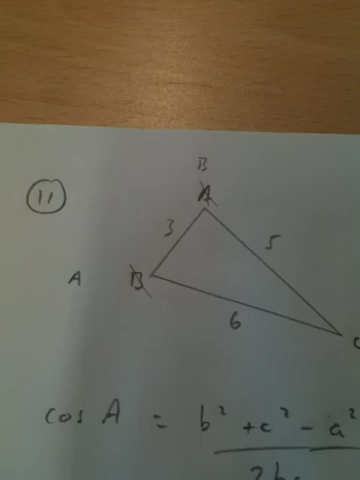 11
B
A
3
5
A
B
6
C
cos A = b² + c² - a²
2bc